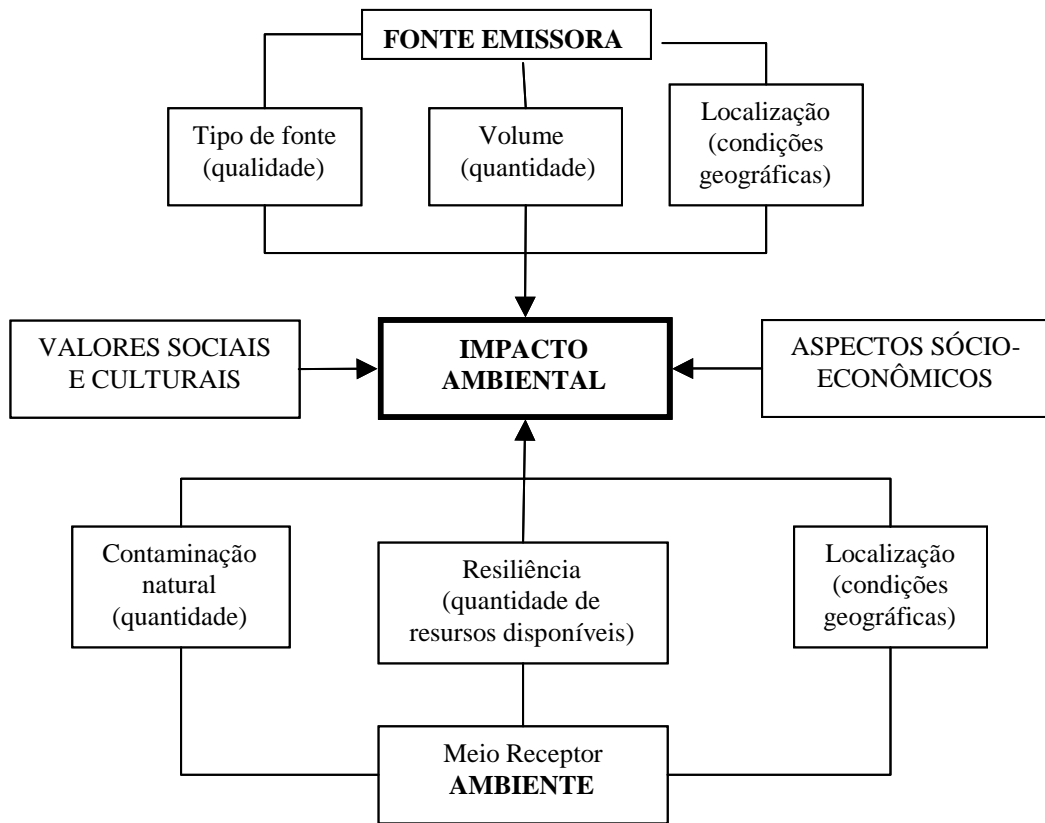 FONTE EMISSORA
Tipo de fonte
(qualidade)
Volume
(quantidade)
Localização
(condições
geográficas)
VALORES SOCIAIS
E CULTURAIS
IMPACTO
AMBIENTAL
ASPECTOS SÓCIO-
ECONÔMICOS
Contaminação
natural
(quantidade)
Resiliência
(quantidade de
resursos disponíveis)
Localização
(condições
geográficas)
Meio Receptor
AMBIENTE